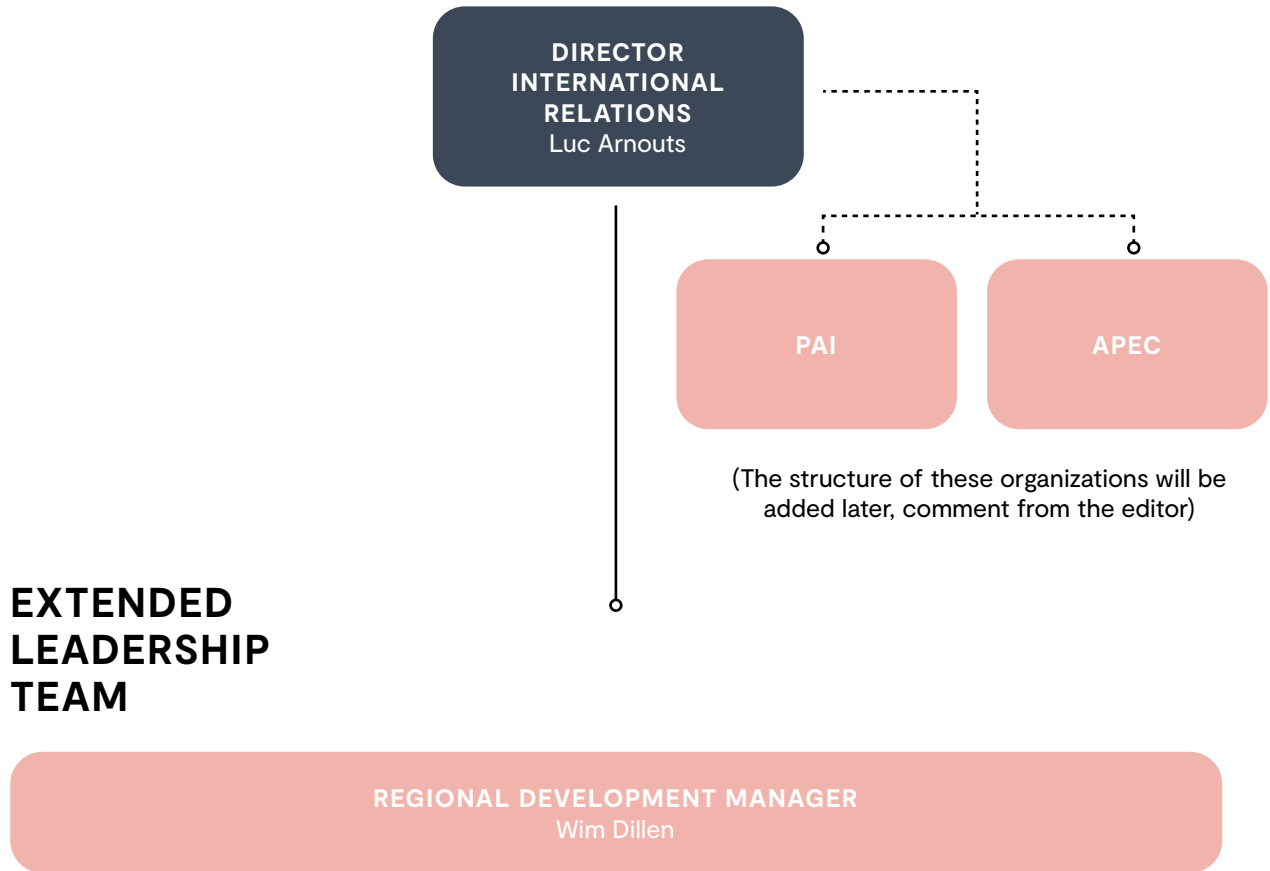 DIRECTOR
INTERNATIONAL
RELATIONS
Luc Arnouts
PAI
APEC
(The structure of these organizations will be
added later, comment from the editor)
EXTENDED
LEADERSHIP
TEAM
REGIONAL DEVELOPMENT MANAGER
Wim Dillen